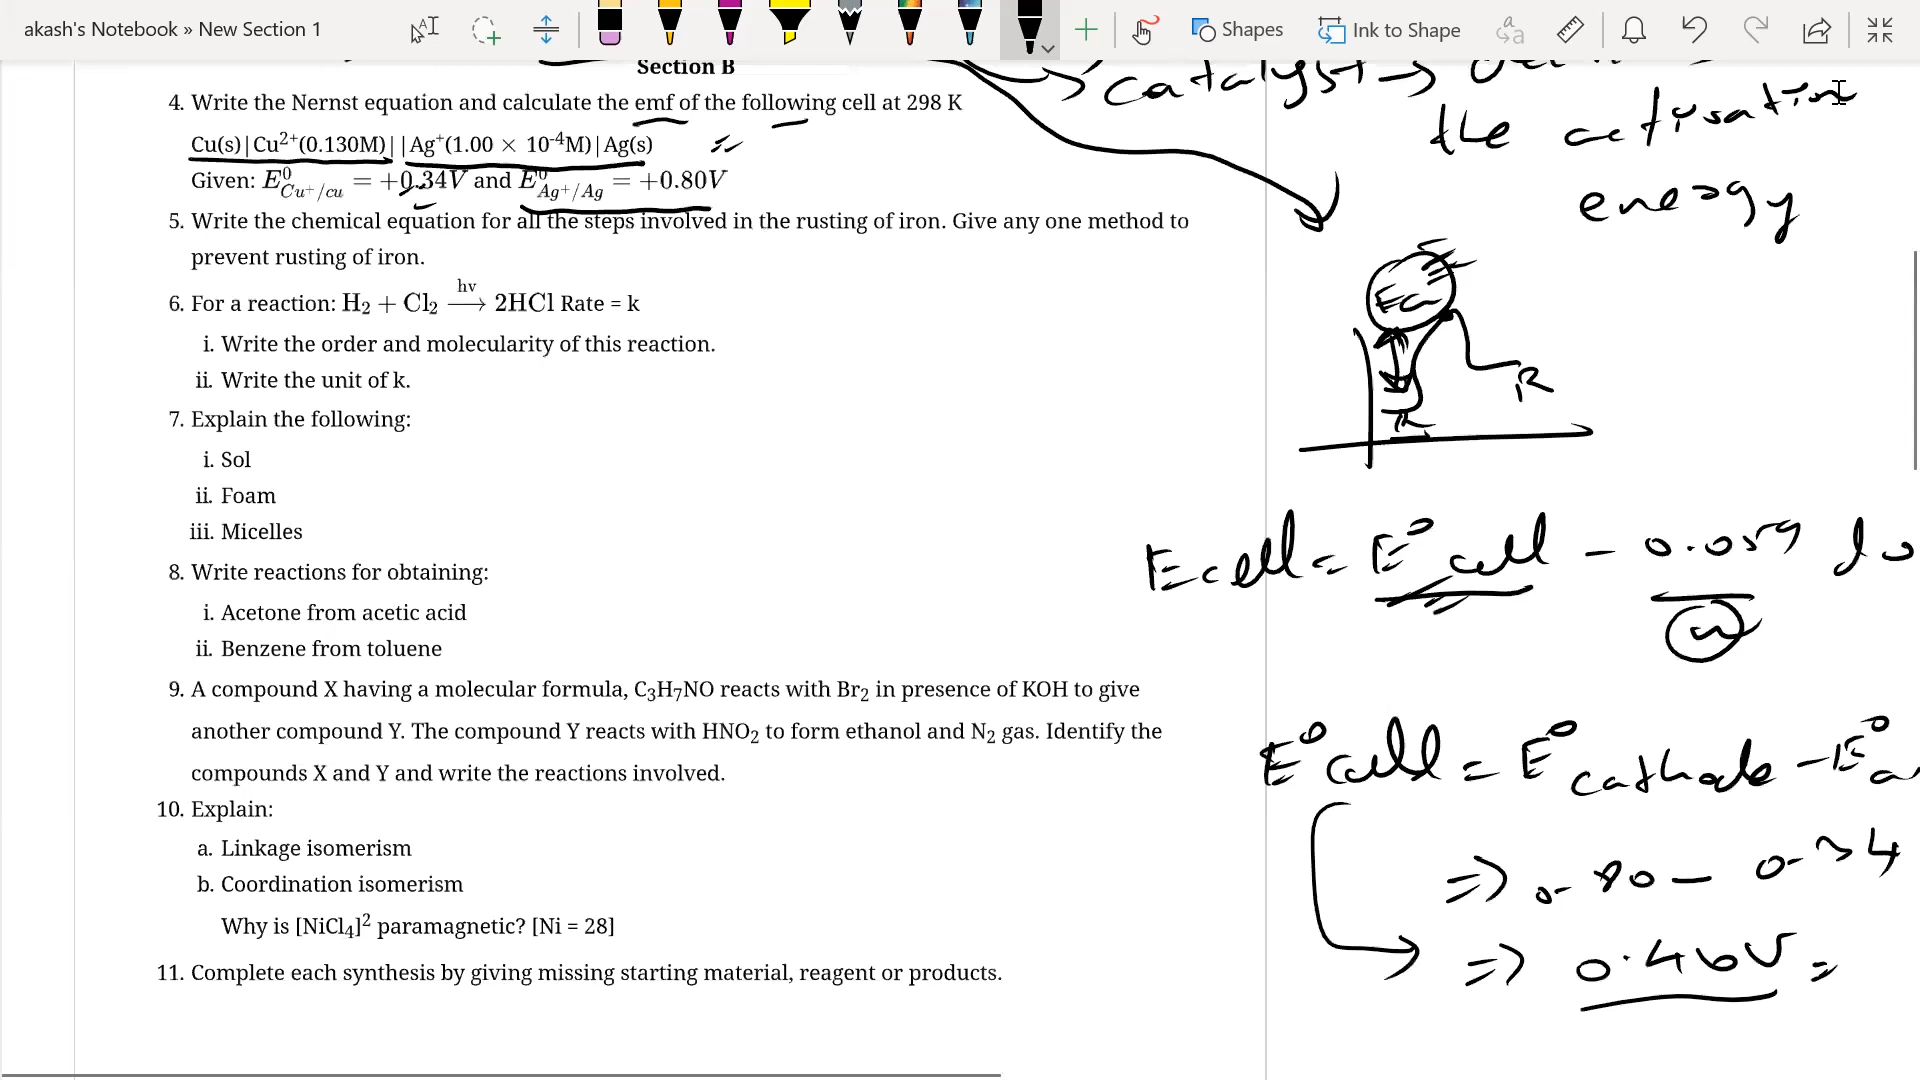 akash's Notebook » New Section 1
Shapes
Ink to Shape
Section B
4. Write the Nernst equation and calculate the emf of the following cell at 298 K
Cu(s)|Cu²⁺(0.130M)||Ag⁺(1.00 × 10⁻⁴M)|Ag(s)
Given: E⁰Cu⁺/cu = +0.34V and E⁰Ag⁺/Ag = +0.80V
5. Write the chemical equation for all the steps involved in the rusting of iron. Give any one method to
prevent rusting of iron.
6. For a reaction: H₂ + Cl₂ hv⟶ 2HCl Rate = k
i. Write the order and molecularity of this reaction.
ii. Write the unit of k.
7. Explain the following:
i. Sol
ii. Foam
iii. Micelles
8. Write reactions for obtaining:
i. Acetone from acetic acid
ii. Benzene from toluene
9. A compound X having a molecular formula, C₃H₇NO reacts with Br₂ in presence of KOH to give
another compound Y. The compound Y reacts with HNO₂ to form ethanol and N₂ gas. Identify the
compounds X and Y and write the reactions involved.
10. Explain:
a. Linkage isomerism
b. Coordination isomerism
Why is [NiCl₄]² paramagnetic? [Ni = 28]
11. Complete each synthesis by giving missing starting material, reagent or products.
→ catalyst →
the activation
energy
Ea
R
R
Ecell = E⁰cell - 0.059
n
E⁰cell = E⁰cathode - E⁰
⇒ 0.80 - 0.34
⇒ 0.46V =